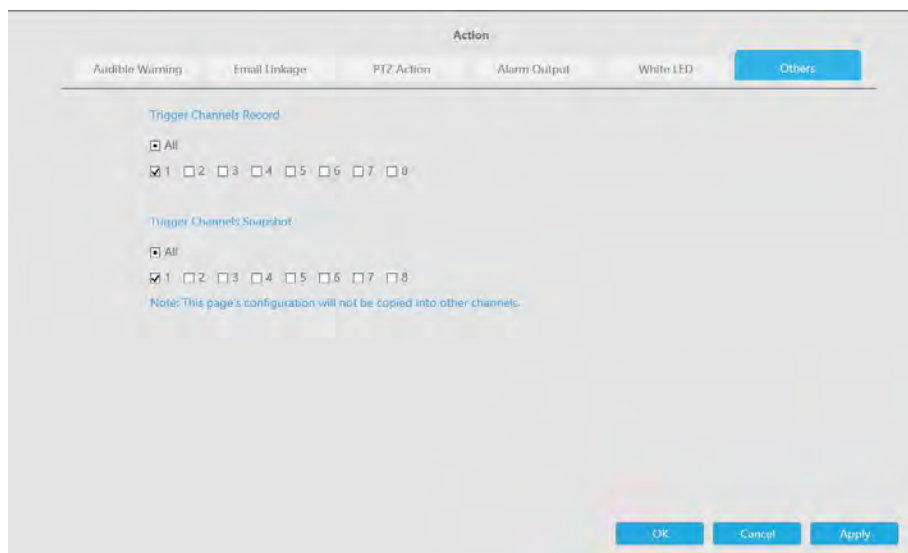 Action
Audible Warning Email Linkage PTZ Action Alarm Output White LED Others
Trigger Channels Record
All
1 2 3 4 5 6 7 8
Trigger Channels Snapshot
All
1 2 3 4 5 6 7 8
Note: This page's configuration will not be copied into other channels.
OK Cancel Apply